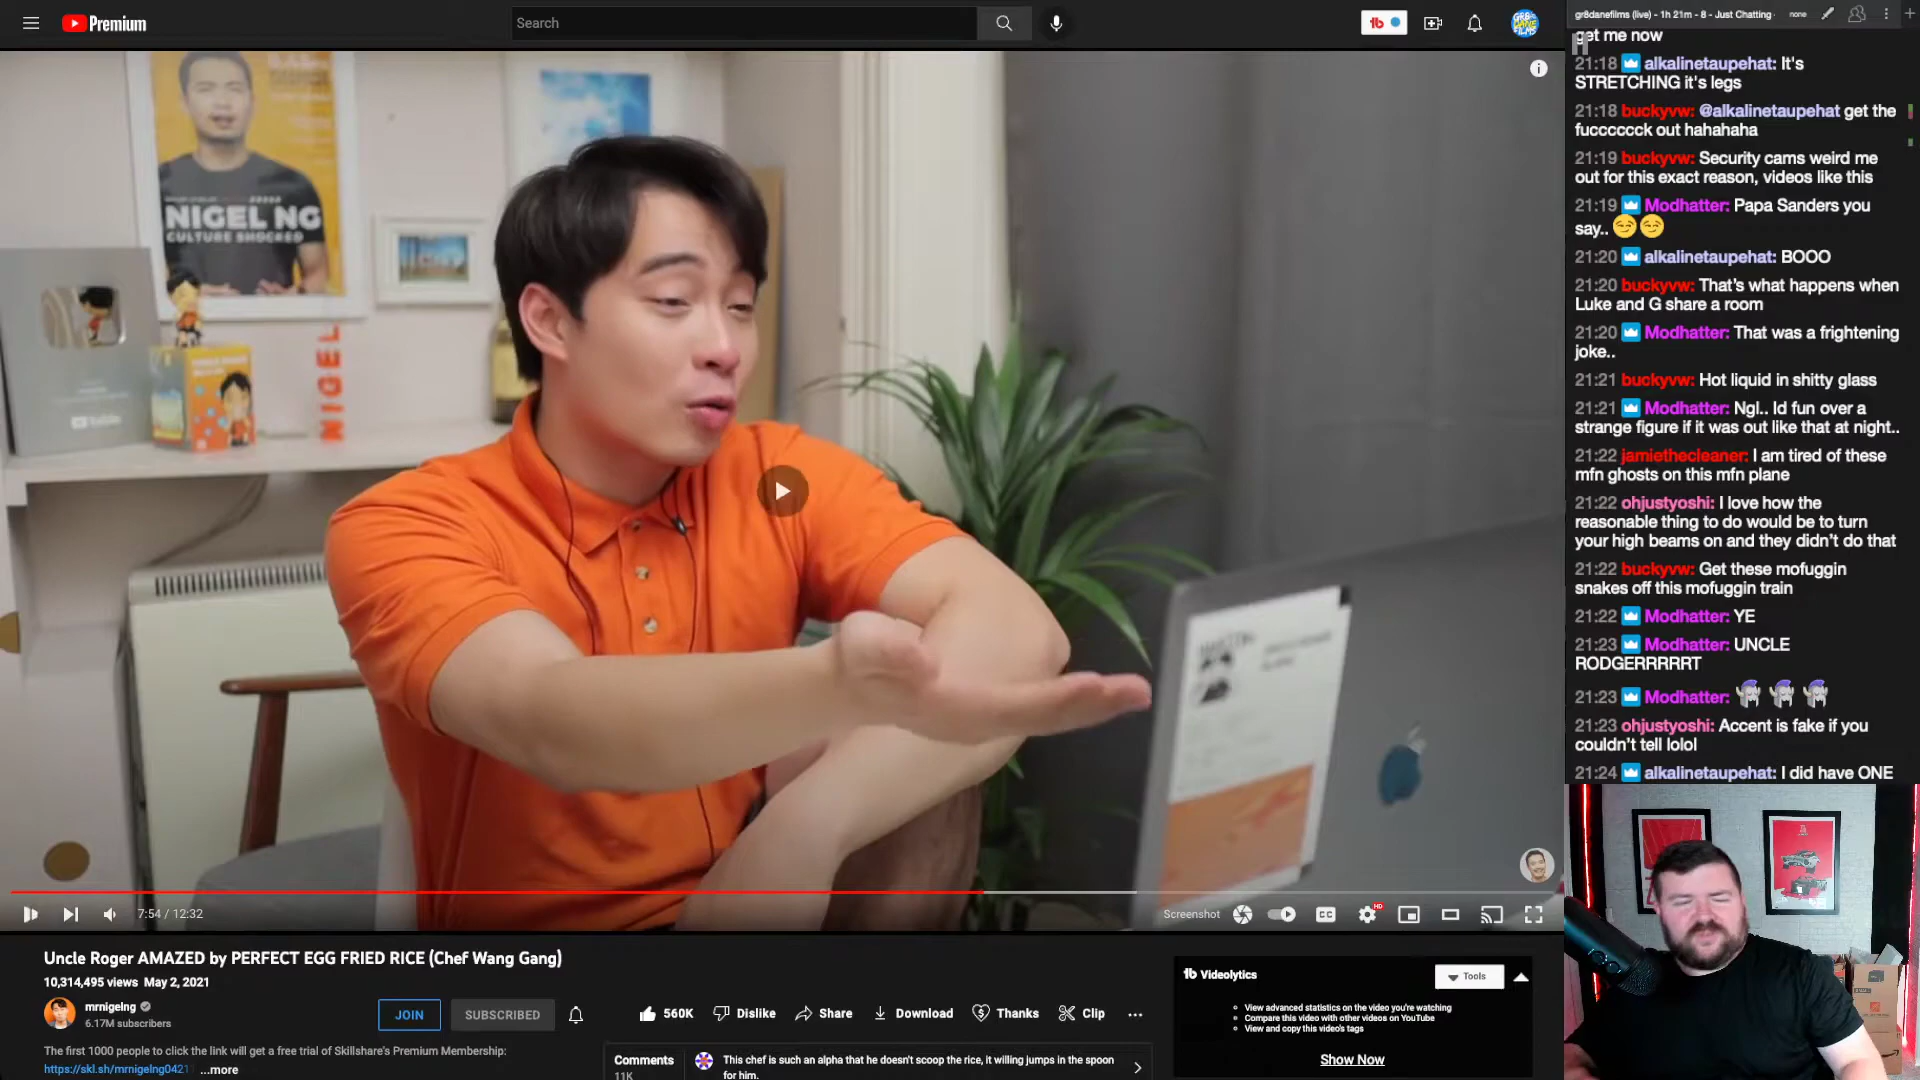 Premium
Search
NIGEL NG
CULTURE SHOCKED
NIGEL
YouTube
7:54 / 12:32
Screenshot
CC
HD
Uncle Roger AMAZED by PERFECT EGG FRIED RICE (Chef Wang Gang)
10,314,495 views May 2, 2021
mrnigelng
6.17M subscribers
JOIN
SUBSCRIBED
560K
Dislike
Share
Download
Thanks
Clip
The first 1000 people to click the link will get a free trial of Skillshare's Premium Membership:
https://skl.sh/mrnigelng0421
...more
Comments
11K
This chef is such an alpha that he doesn't scoop the rice, it willing jumps in the spoon
for him.
tb Videolytics
Tools
View advanced statistics on the video you're watching
Compare this video with other videos on YouTube
View and copy this video's tags
Show Now
gr8danefilms (live) - 1h 21m - 8 - Just Chatting
none
get me now
21:18 alkalinetaupehat: It's
STRETCHING it's legs
21:18 buckyvw: @alkalinetaupehat get the
fucccccck out hahahaha
21:19 buckyvw: Security cams weird me
out for this exact reason, videos like this
21:19 Modhatter: Papa Sanders you
say..
21:20 alkalinetaupehat: BOOO
21:20 buckyvw: That's what happens when
Luke and G share a room
21:20 Modhatter: That was a frightening
joke..
21:21 buckyvw: Hot liquid in shitty glass
21:21 Modhatter: Ngl.. Id fun over a
strange figure if it was out like that at night..
21:22 jamiethecleaner: I am tired of these
mfn ghosts on this mfn plane
21:22 ohjustyoshi: I love how the
reasonable thing to do would be to turn
your high beams on and they didn't do that
21:22 buckyvw: Get these mofuggin
snakes off this mofuggin train
21:22 Modhatter: YE
21:23 Modhatter: UNCLE
RODGERRRRRT
21:23 Modhatter:
21:23 ohjustyoshi: Accent is fake if you
couldn't tell lolol
21:24 alkalinetaupehat: I did have ONE